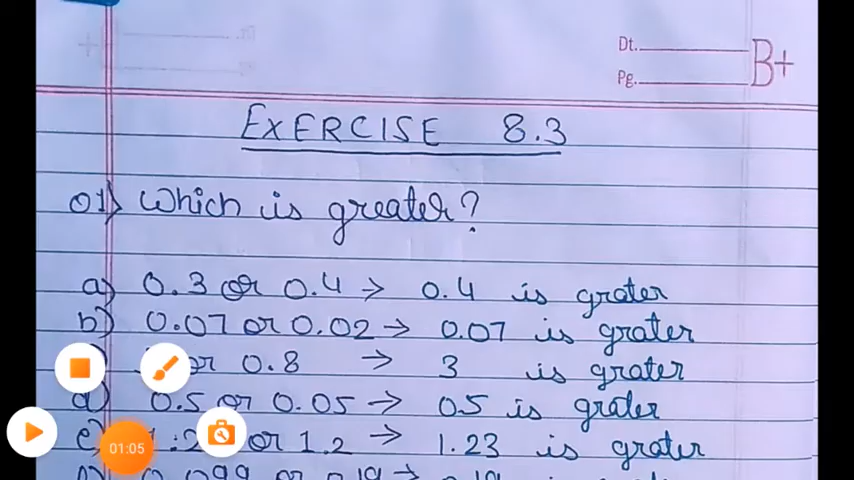 Dt.
Pg.
B+
EXERCISE 8.3
Q1) Which is greater?
a) 0.3 or 0.4 → 0.4 is grater
b) 0.07 or 0.02 → 0.07 is grater
or 0.8 → 3 is grater
d) 0.5 or 0.05 → 0.5 is grater
e) or 1.2 → 1.23 is grater
01:05